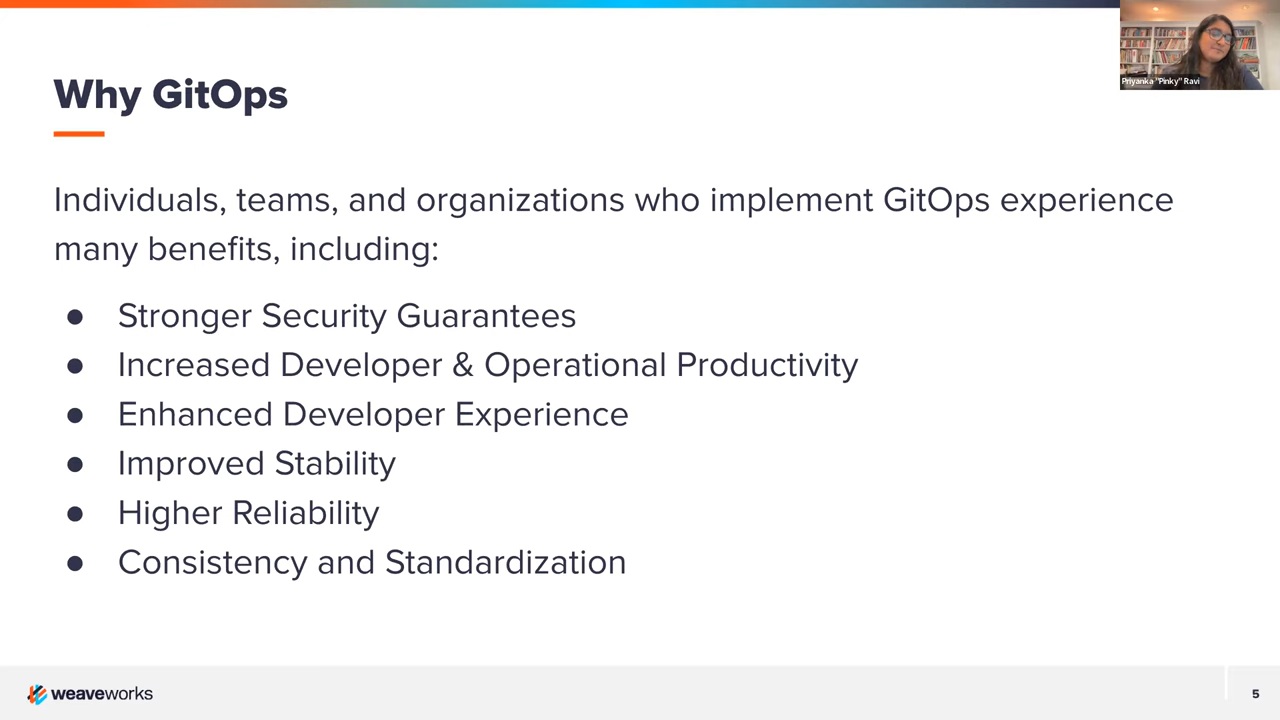 Priyanka "Pinky" Ravi
Why GitOps
Individuals, teams, and organizations who implement GitOps experience
many benefits, including:
● Stronger Security Guarantees
● Increased Developer & Operational Productivity
● Enhanced Developer Experience
● Improved Stability
● Higher Reliability
● Consistency and Standardization
weaveworks
5